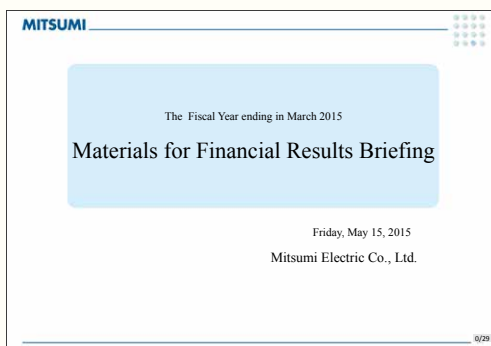 MITSUMI
The Fiscal Year ending in March 2015
Materials for Financial Results Briefing
Friday, May 15, 2015
Mitsumi Electric Co., Ltd.
0/29